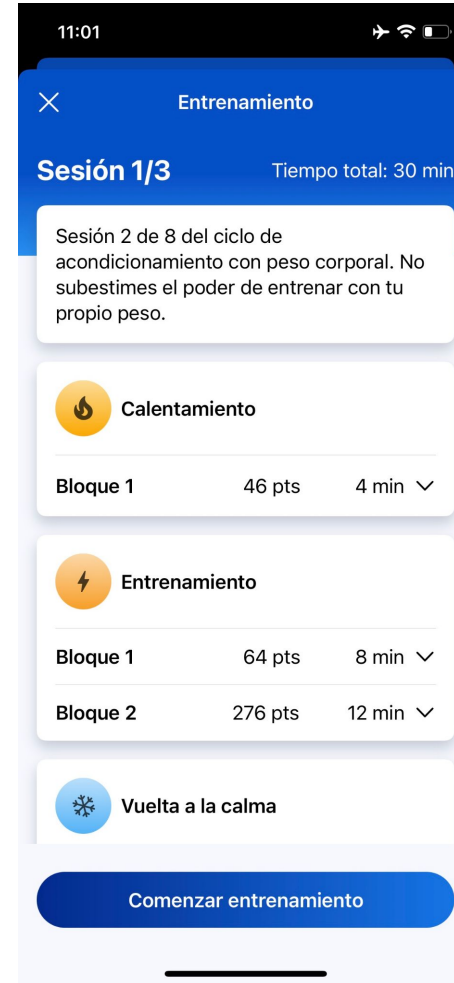 11:01
Entrenamiento
Sesión 1/3 Tiempo total: 30 min
Sesión 2 de 8 del ciclo de
acondicionamiento con peso corporal. No
subestimes el poder de entrenar con tu
propio peso.
Calentamiento
Bloque 1 46 pts 4 min
Entrenamiento
Bloque 1 64 pts 8 min
Bloque 2 276 pts 12 min
Vuelta a la calma
Comenzar entrenamiento